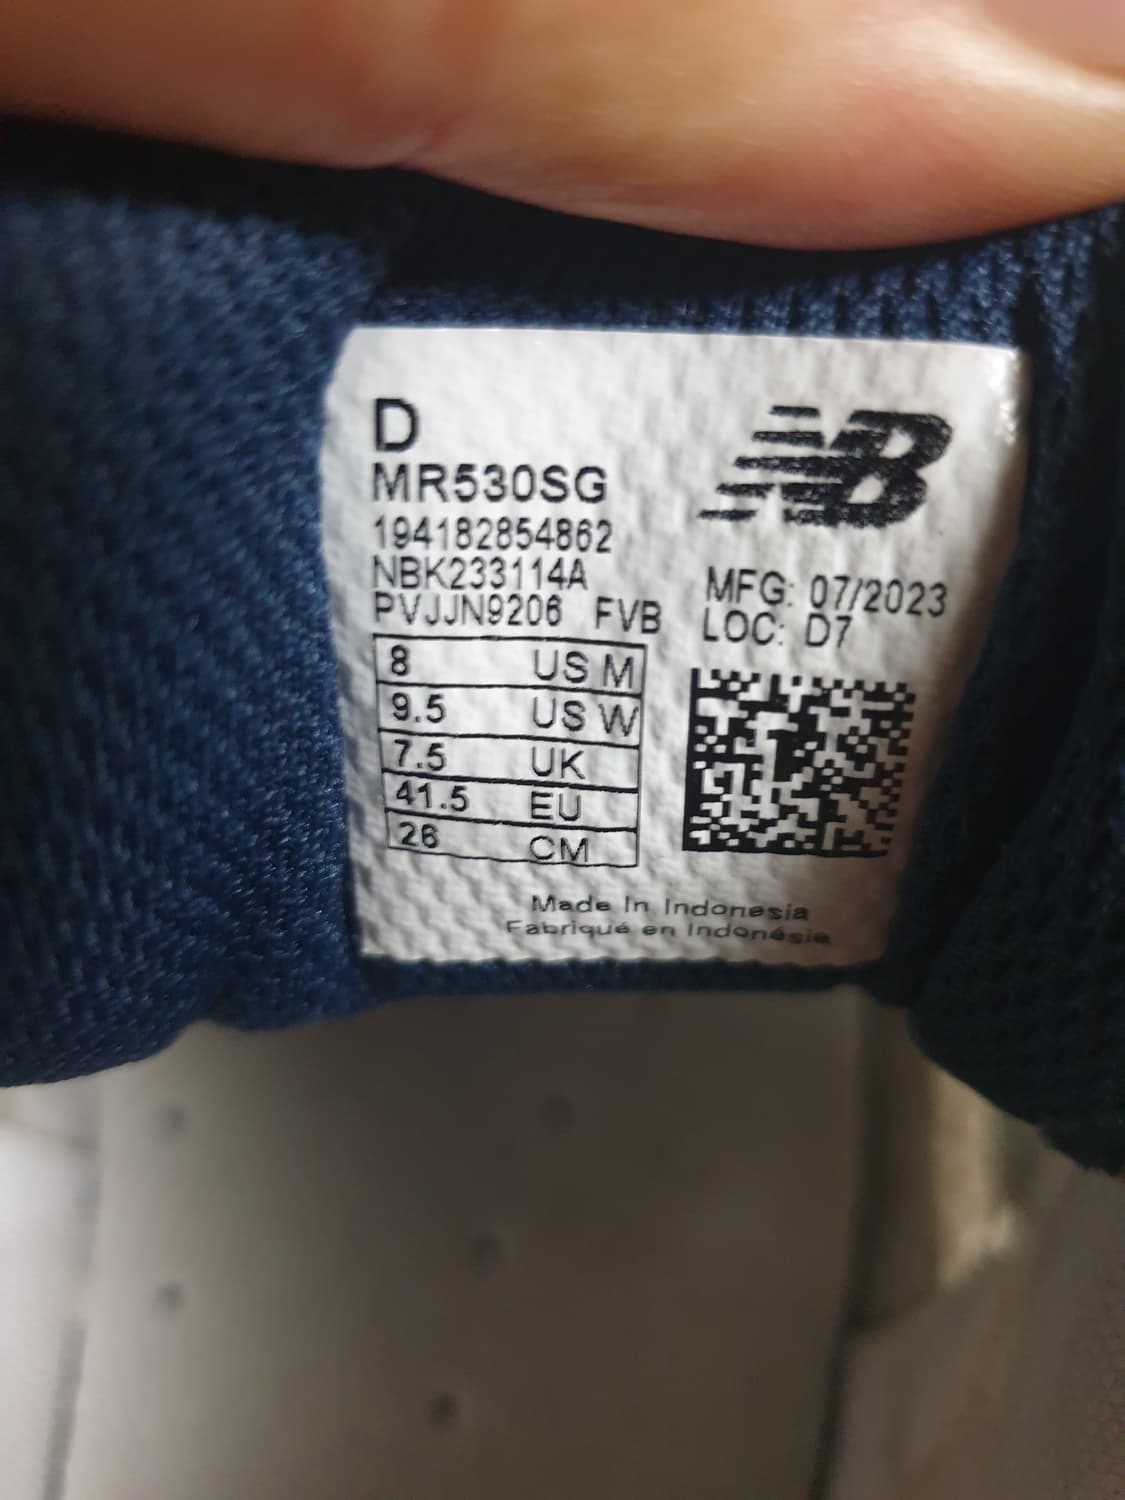 D
MR530SG
194182854862
NBK233114A
PVJJN9206 FVB
8 US M
9.5 US W
7.5 UK
41.5 EU
26 CM
NB
MFG: 07/2023
LOC: D7
Made In Indonesia
Fabriqué en Indonésie